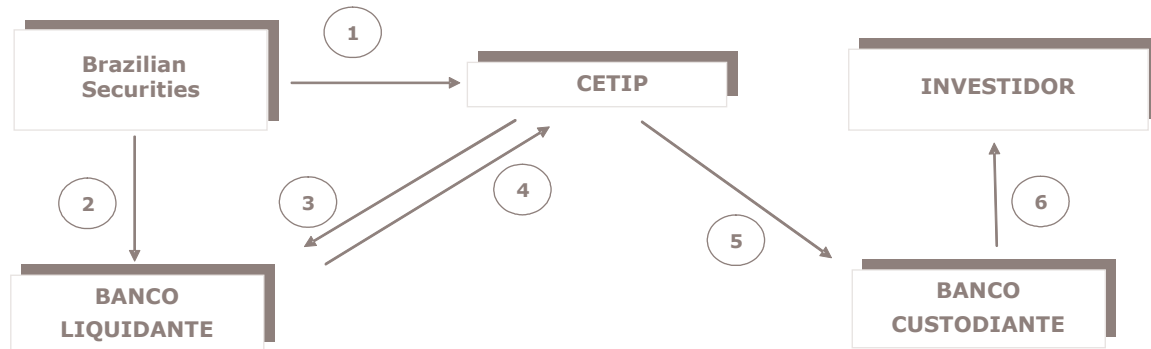 1
Brazilian
Securities
CETIP
INVESTIDOR
2
3
4
5
6
BANCO
LIQUIDANTE
BANCO
CUSTODIANTE